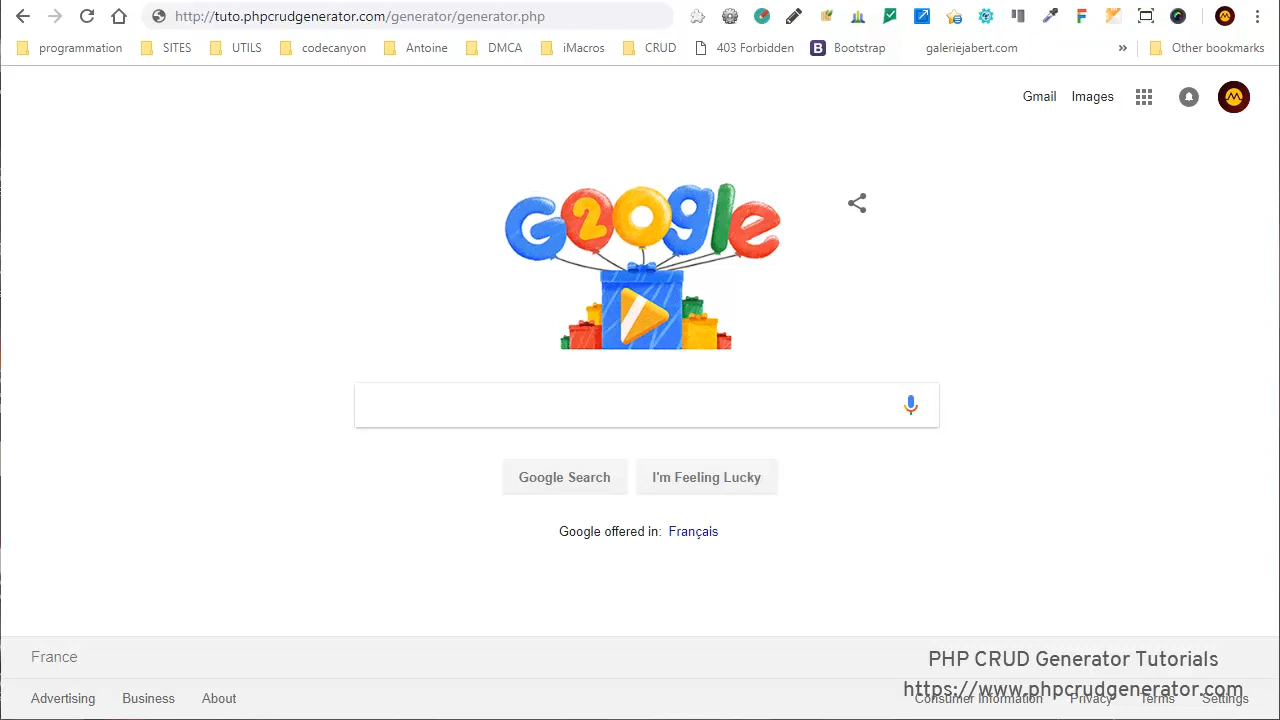 http://tuto.phpcrudgenerator.com/generator/generator.php
programmation SITES UTILS codecanyon Antoine DMCA iMacros CRUD 403 Forbidden B Bootstrap galeriejabert.com » Other bookmarks
Gmail Images
G2OgLe
Google Search I'm Feeling Lucky
Google offered in: Français
France
PHP CRUD Generator Tutorials
https://www.phpcrudgenerator.com
Advertising Business About Consumer Information Privacy Terms Settings